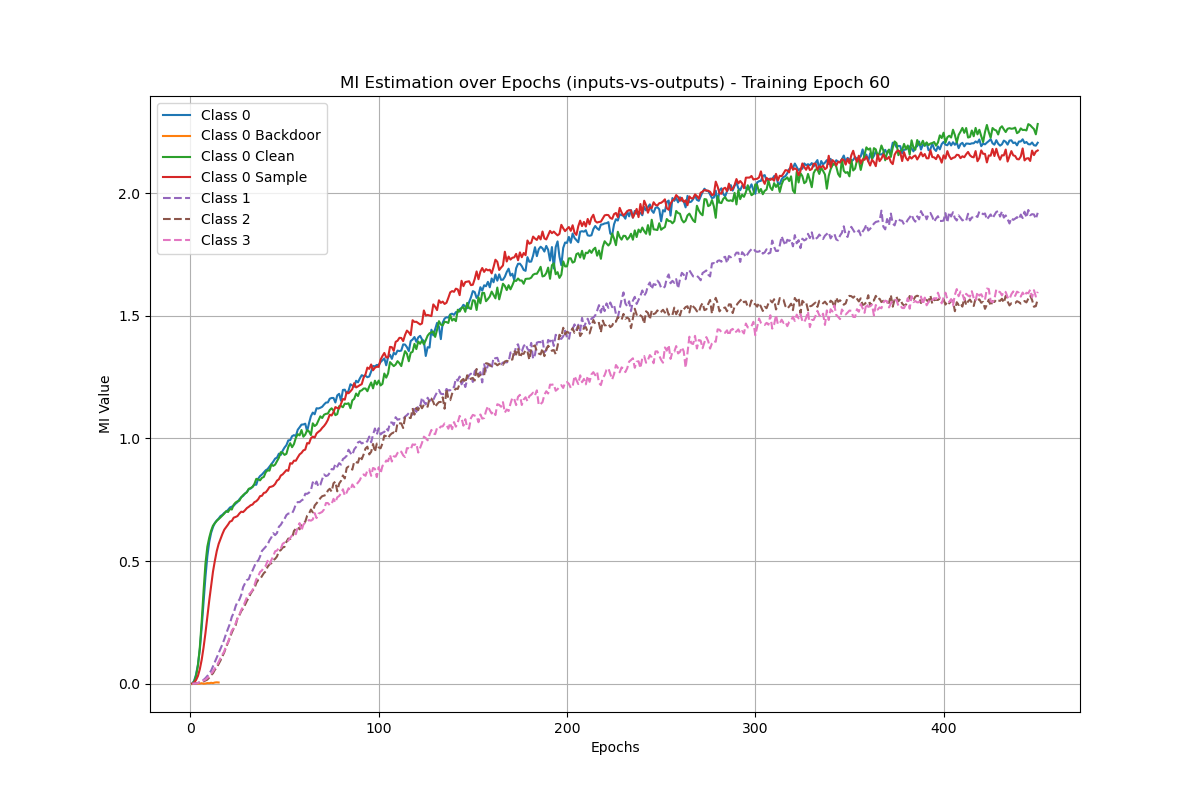 MI Estimation over Epochs (inputs-vs-outputs) - Training Epoch 60
Class 0
Class 0 Backdoor
Class 0 Clean
Class 0 Sample
Class 1
Class 2
Class 3
MI Value
2.0
1.5
1.0
0.5
0.0
0
100
200
300
400
Epochs